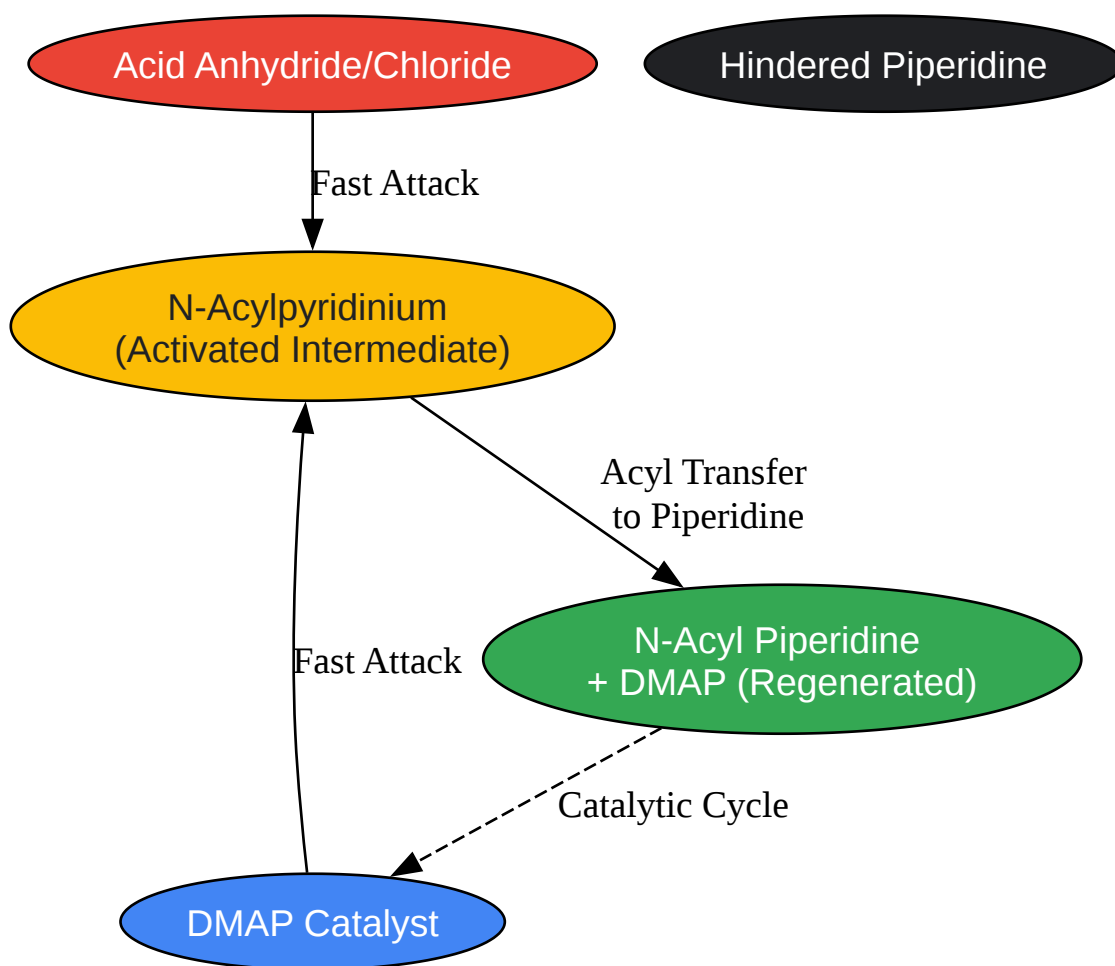 Acid Anhydride/Chloride
Hindered Piperidine
Fast Attack
N-Acylpyridinium
(Activated Intermediate)
Acyl Transfer
to Piperidine
Fast Attack
N-Acyl Piperidine
+ DMAP (Regenerated)
Catalytic Cycle
DMAP Catalyst